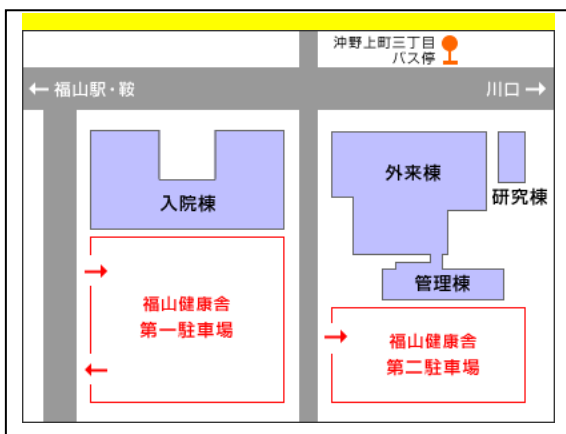 沖野上町三丁目
バス停
← 福山駅・鞍
川口 →
外来棟
入院棟
研究棟
管理棟
福山健康舎
第一駐車場
福山健康舎
第二駐車場